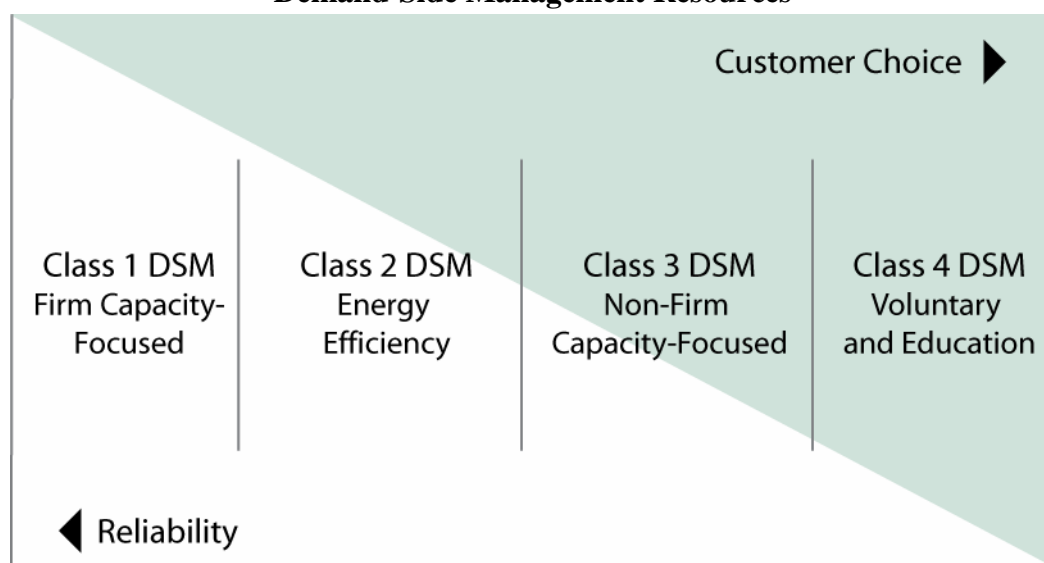 Demand-Side Management Resources
Customer Choice
Class 1 DSM
Firm Capacity-
Focused
Class 2 DSM
Energy
Efficiency
Class 3 DSM
Non-Firm
Capacity-Focused
Class 4 DSM
Voluntary
and Education
Reliability